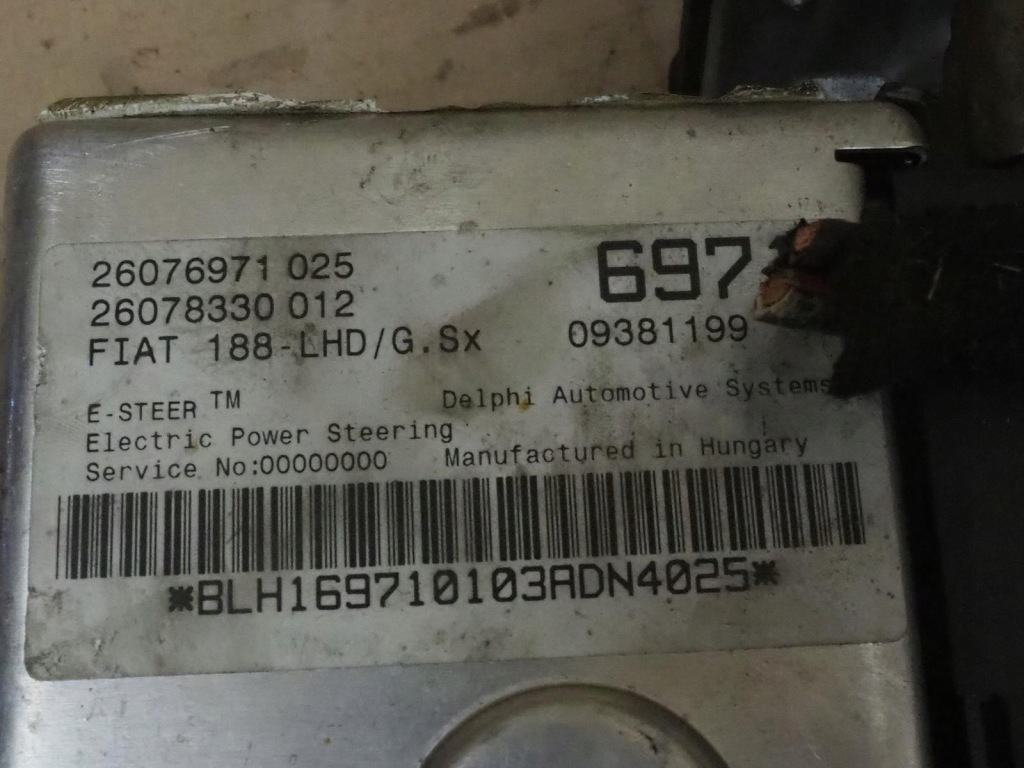 26076971 025
6971
26078330 012
09381199
FIAT 188-LHD/G.Sx
E-STEER TM
Delphi Automotive Systems
Electric Power Steering
Service No:00000000
Manufactured in Hungary
*BLH169710103ADN4025*